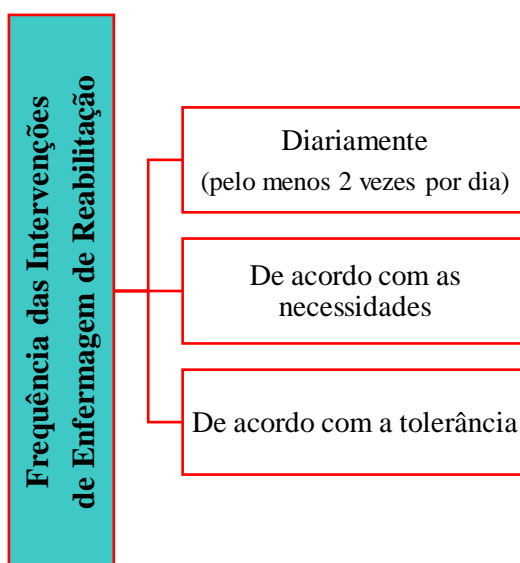 Frequência das Intervenções
de Enfermagem de Reabilitação
Diariamente
(pelo menos 2 vezes por dia)
De acordo com as
necessidades
De acordo com a tolerância